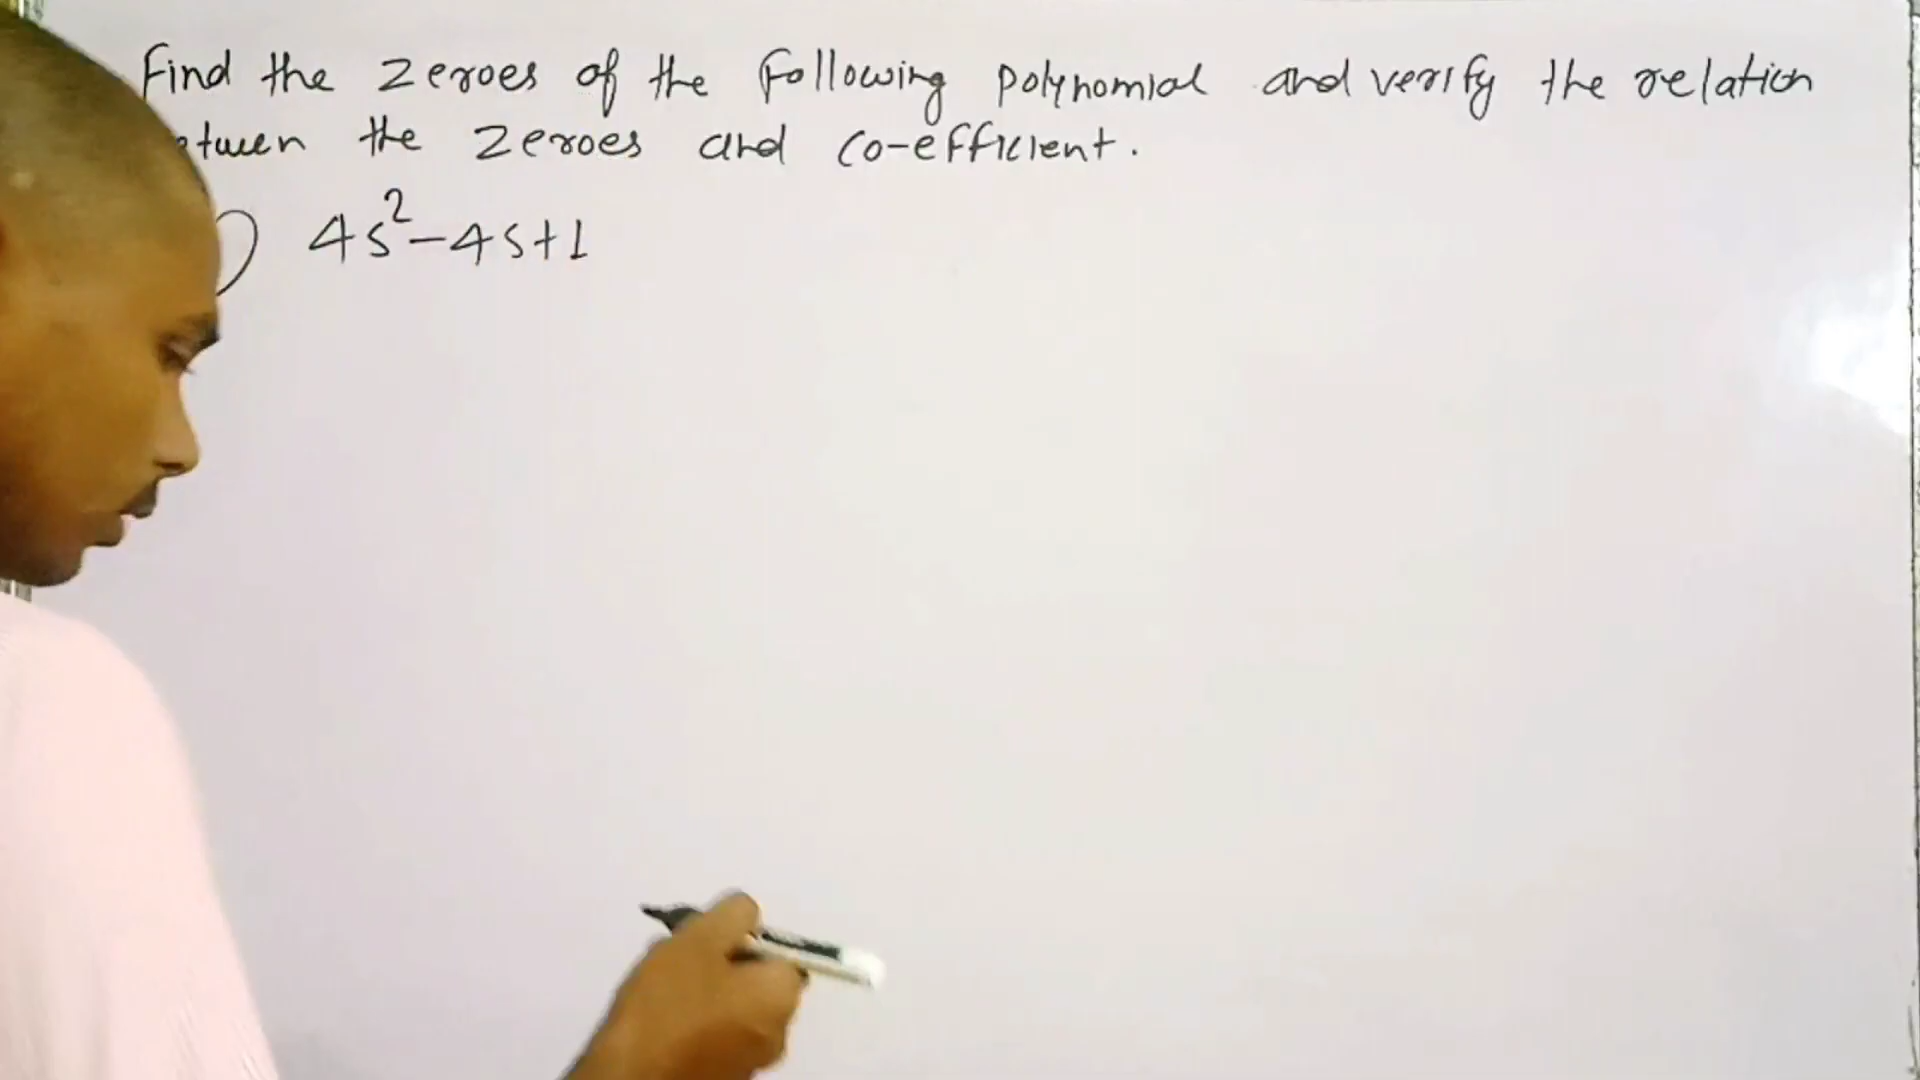 Find the zeroes of the following polynomial and verify the relation
etween the zeroes and co-efficient.
) 4s²-4s+1